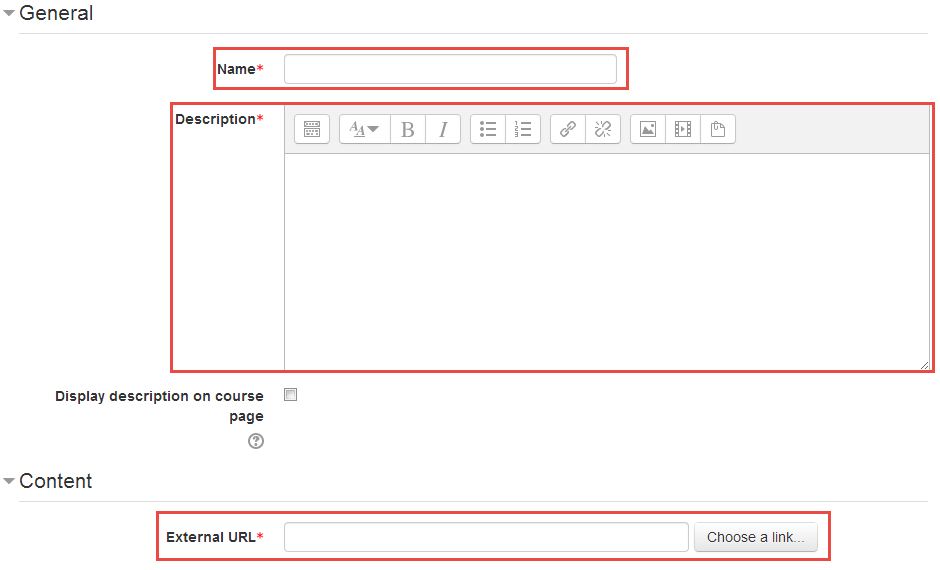 General
Name*
Description*
Display description on course
page
Content
External URL*
Choose a link...